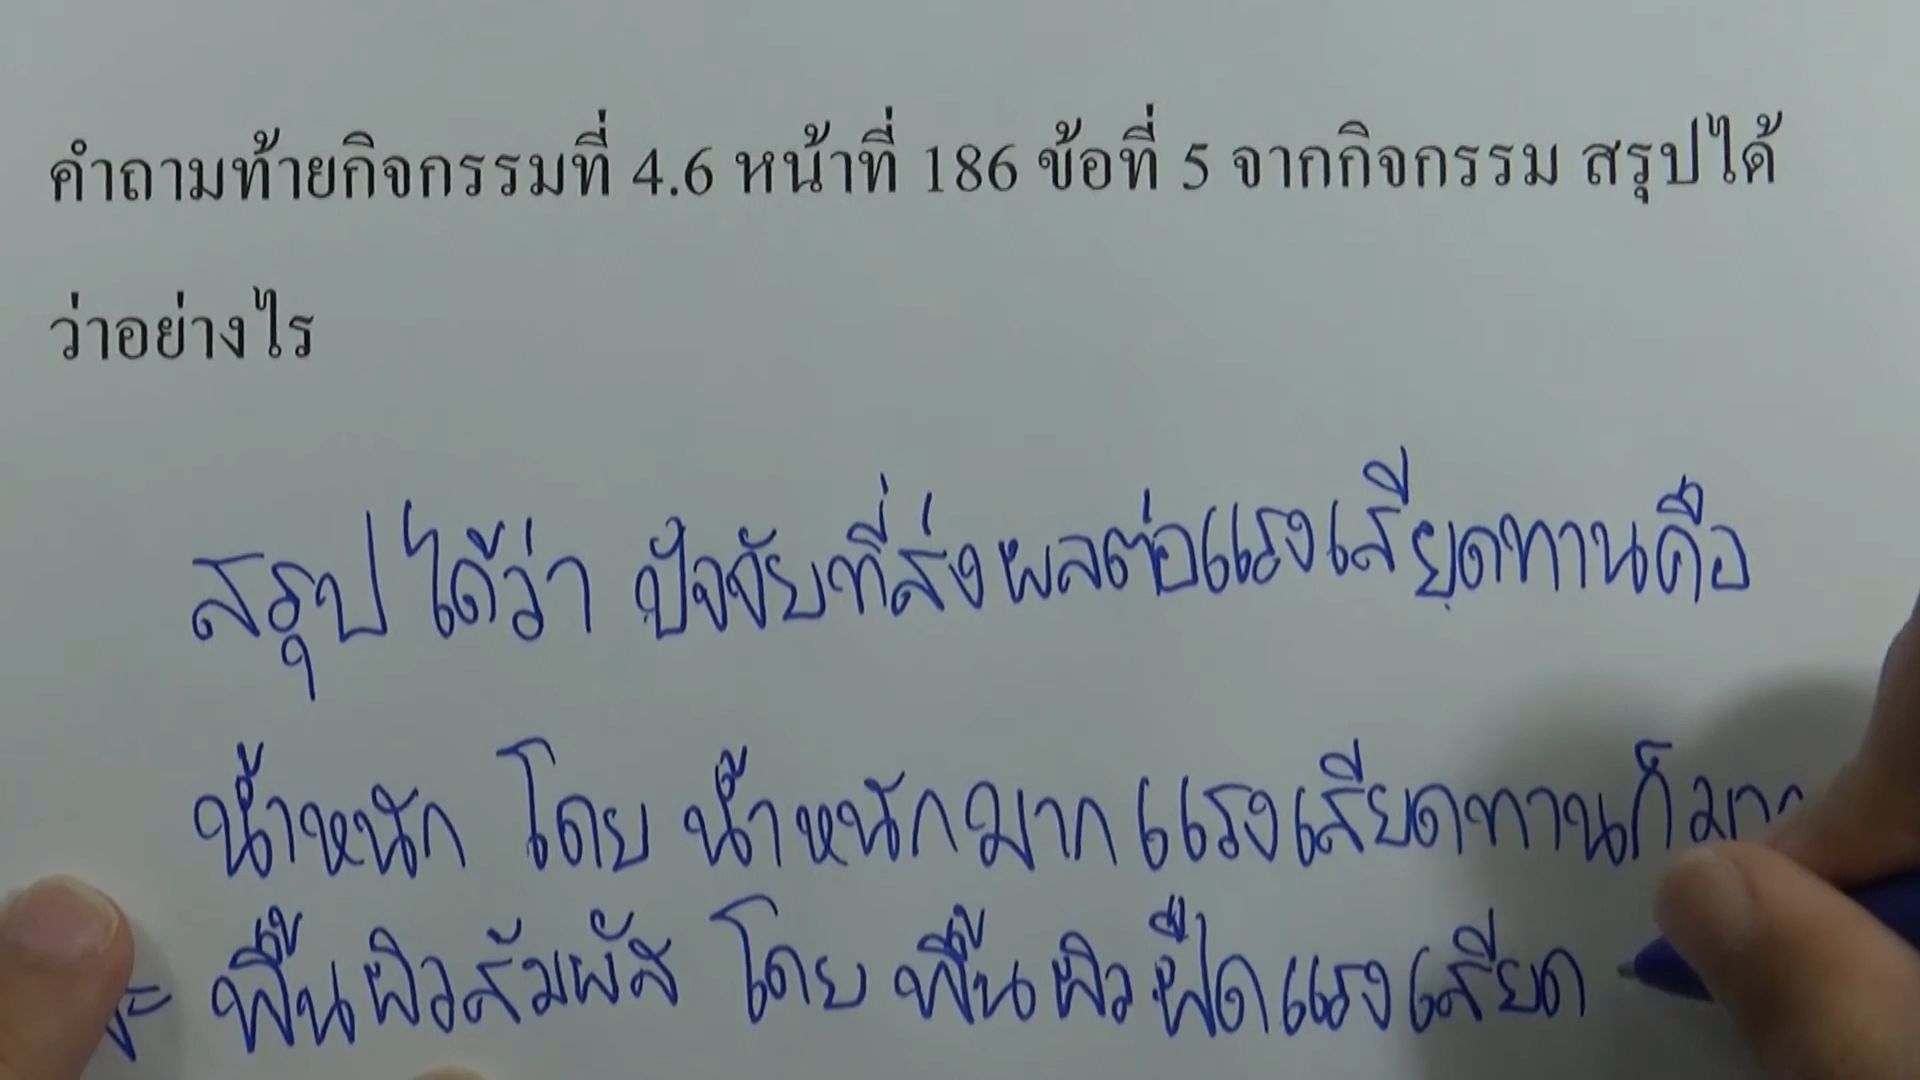 คำถามท้ายกิจกรรมที่ 4.6 หน้าที่ 186 ข้อที่ 5 จากกิจกรรม สรุปได้
ว่าอย่างไร
สรุปได้ว่า ปัจจัยที่ส่งผลต่อแรงเสียดทานคือ
น้ำหนัก โดย น้ำหนักมากแรงเสียดทานก็มาก
พื้นผิวสัมผัส โดย พื้นผิวฝืดแรงเสียด